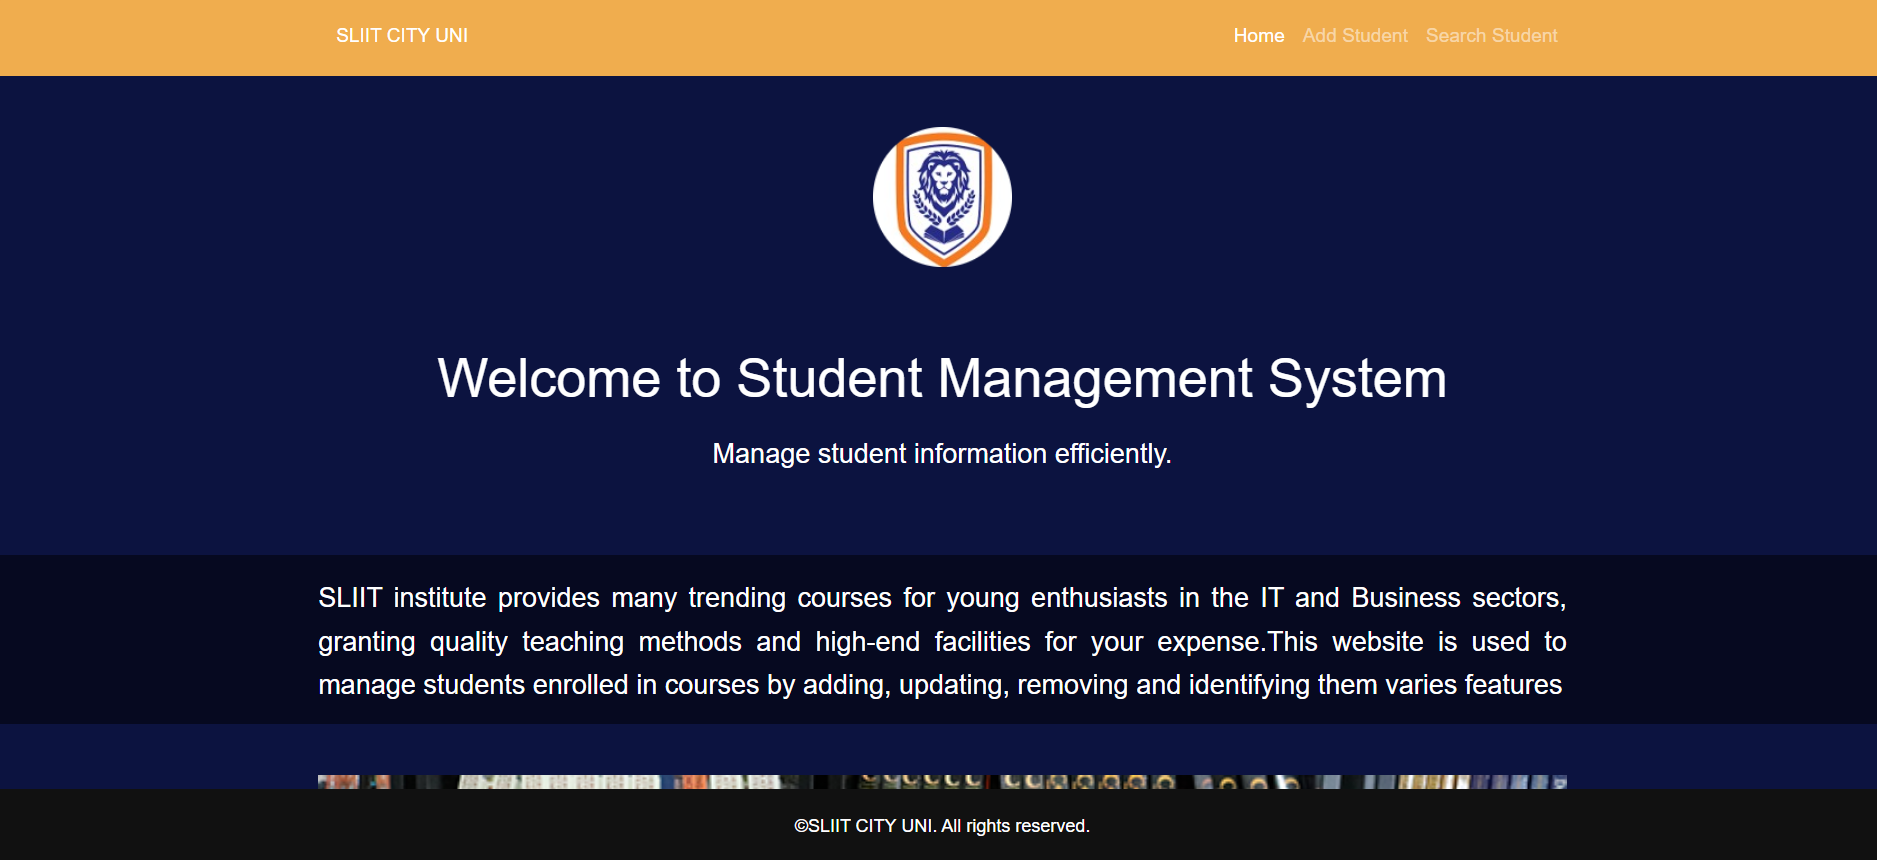 SLIIT CITY UNI
Home Add Student Search Student
Welcome to Student Management System
Manage student information efficiently.
SLIIT institute provides many trending courses for young enthusiasts in the IT and Business sectors,
granting quality teaching methods and high-end facilities for your expense.This website is used to
manage students enrolled in courses by adding, updating, removing and identifying them varies features
©SLIIT CITY UNI. All rights reserved.